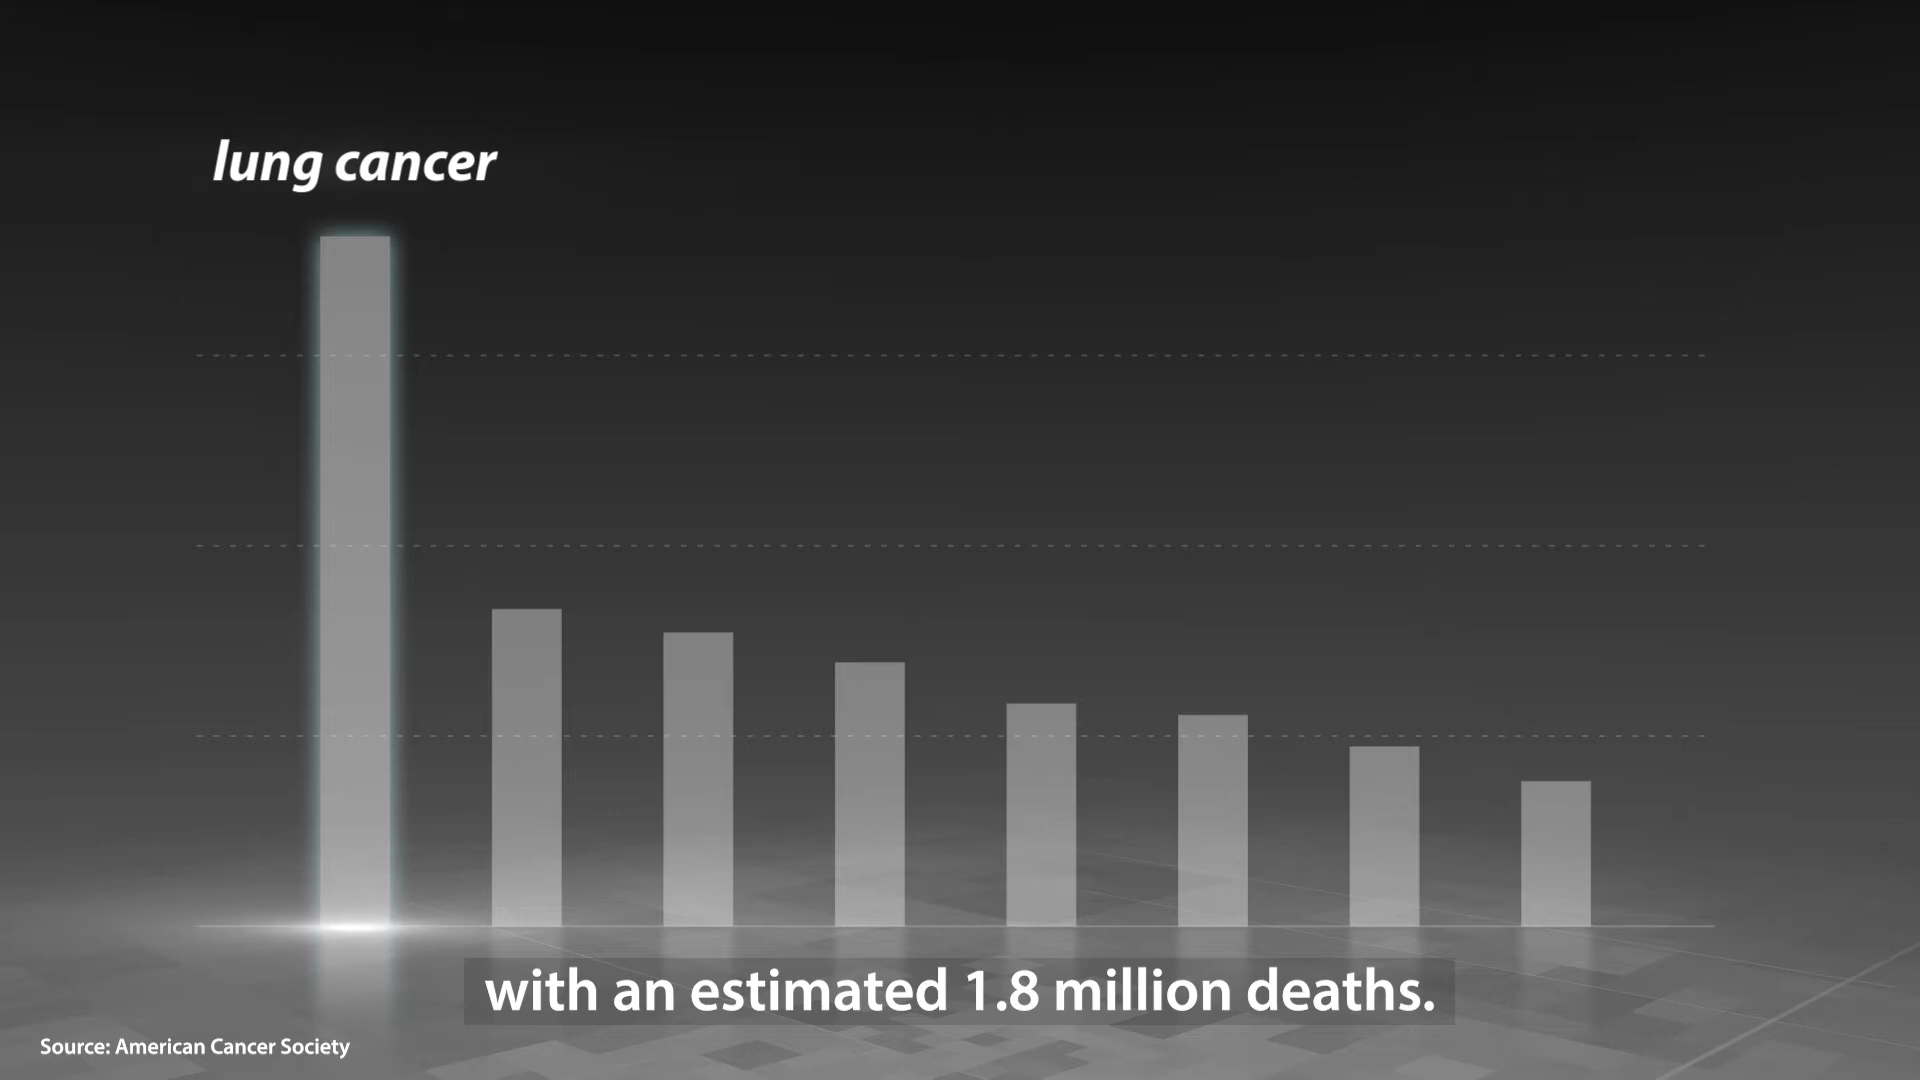 lung cancer
with an estimated 1.8 million deaths.
Source: American Cancer Society